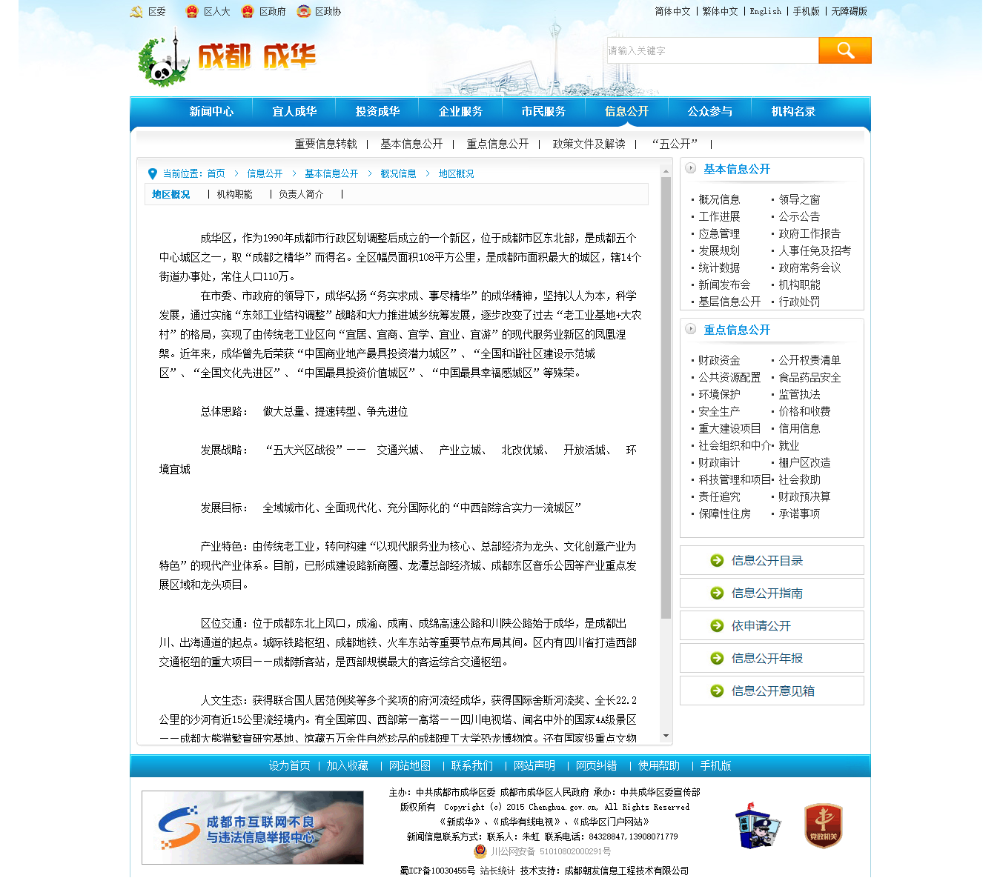 区委 区人大 区政府 区政协
简体中文 | 繁体中文 | English | 手机版 | 无障碍版
成都 成华
请输入关键字
新闻中心 宜人成华 投资成华 企业服务 市民服务 信息公开 公众参与 机构名录
重要信息转载 | 基本信息公开 | 重点信息公开 | 政策文件及解读 | “五公开” |
当前位置：首页 > 信息公开 > 基本信息公开 > 概况信息 > 地区概况
地区概况 | 机构职能 | 负责人简介 |
成华区，作为1990年成都市行政区划调整后成立的一个新区，位于成都市区东北部，是成都五个
中心城区之一，取“成都之精华”而得名。全区幅员面积108平方公里，是成都市面积最大的城区，辖14个
街道办事处，常住人口110万。
在市委、市政府的领导下，成华弘扬“务实求成、事尽精华”的成华精神，坚持以人为本，科学
发展，通过实施“东郊工业结构调整”战略和大力推进城乡统筹发展，逐步改变了过去“老工业基地+大农
村”的格局，实现了由传统老工业区向“宜居、宜商、宜学、宜业、宜游”的现代服务业新区的凤凰涅
槃。近年来，成华曾先后荣获“中国商业地产最具投资潜力城区”、“全国和谐社区建设示范城
区”、“全国文化先进区”、“中国最具投资价值城区”、“中国最具幸福感城区”等殊荣。
总体思路： 做大总量、提速转型、争先进位
发展战略： “五大兴区战役”—— 交通兴城、 产业立城、 北改优城、 开放活城、 环
境宜城
发展目标： 全域城市化、全面现代化、充分国际化的“中西部综合实力一流城区”
产业特色：由传统老工业，转向构建“以现代服务业为核心、总部经济为龙头、文化创意产业为
特色”的现代产业体系。目前，已形成建设路新商圈、龙潭总部经济城、成都东区音乐公园等产业重点发
展区域和龙头项目。
区位交通：位于成都东北上风口，成渝、成南、成绵高速公路和川陕公路始于成华，是成都出
川、出海通道的起点。城际铁路枢纽、成都地铁、火车东站等重要节点布局其间。区内有四川省打造西部
交通枢纽的重大项目——成都新客站，是西部规模最大的客运综合交通枢纽。
人文生态：获得联合国人居范例奖等多个奖项的府河流经成华，获得国际舍斯河流奖、全长22.2
公里的沙河有近15公里流经境内。有全国第四、西部第一高塔——四川电视塔、闻名中外的国家4A级景区
——成都大熊猫繁育研究基地、馆藏五万余件自然珍品的成都理工大学恐龙博物馆。还有国家级重点文物
基本信息公开
概况信息 领导之窗
工作进展 公示公告
应急管理 政府工作报告
发展规划 人事任免及招考
统计数据 政府常务会议
新闻发布会 机构职能
基层信息公开 行政处罚
重点信息公开
财政资金 公开权责清单
公共资源配置 食品药品安全
环境保护 监管执法
安全生产 价格和收费
重大建设项目 信用信息
社会组织和中介 就业
财政审计 棚户区改造
科技管理和项目 社会救助
责任追究 财政预决算
保障性住房 承诺事项
信息公开目录
信息公开指南
依申请公开
信息公开年报
信息公开意见箱
设为首页 | 加入收藏 | 网站地图 | 联系我们 | 网站声明 | 网页纠错 | 使用帮助 | 手机版
成都市互联网不良
与违法信息举报中心
主办：中共成都市成华区委 成都市成华区人民政府 承办：中共成华区委宣传部
版权所有 Copyright (c) 2015 Chenghua.gov.cn, All Rights Reserved
《新成华》、《成华有线电视》、《成华区门户网站》
新闻信息联系方式：联系人：朱虹 联系电话：84328847,13908071779
川公网安备 51010802000291号
蜀ICP备10030455号 站长统计 技术支持：成都朝发信息工程技术有限公司
成都
党政机关